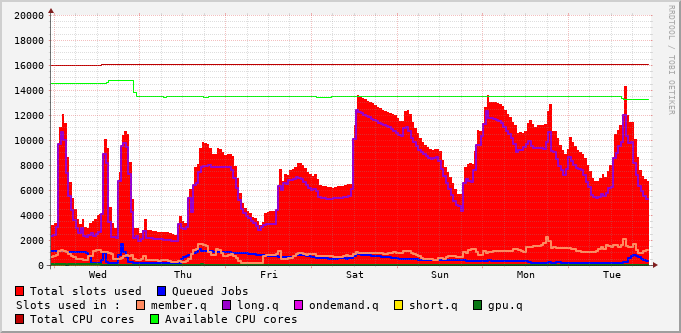 20000
18000
16000
14000
12000
10000
8000
6000
4000
2000
0
Wed Thu Fri Sat Sun Mon Tue
RRDTOOL / TOBI OETIKER
Total slots used Queued Jobs
Slots used in : member.q long.q ondemand.q short.q gpu.q
Total CPU cores Available CPU cores